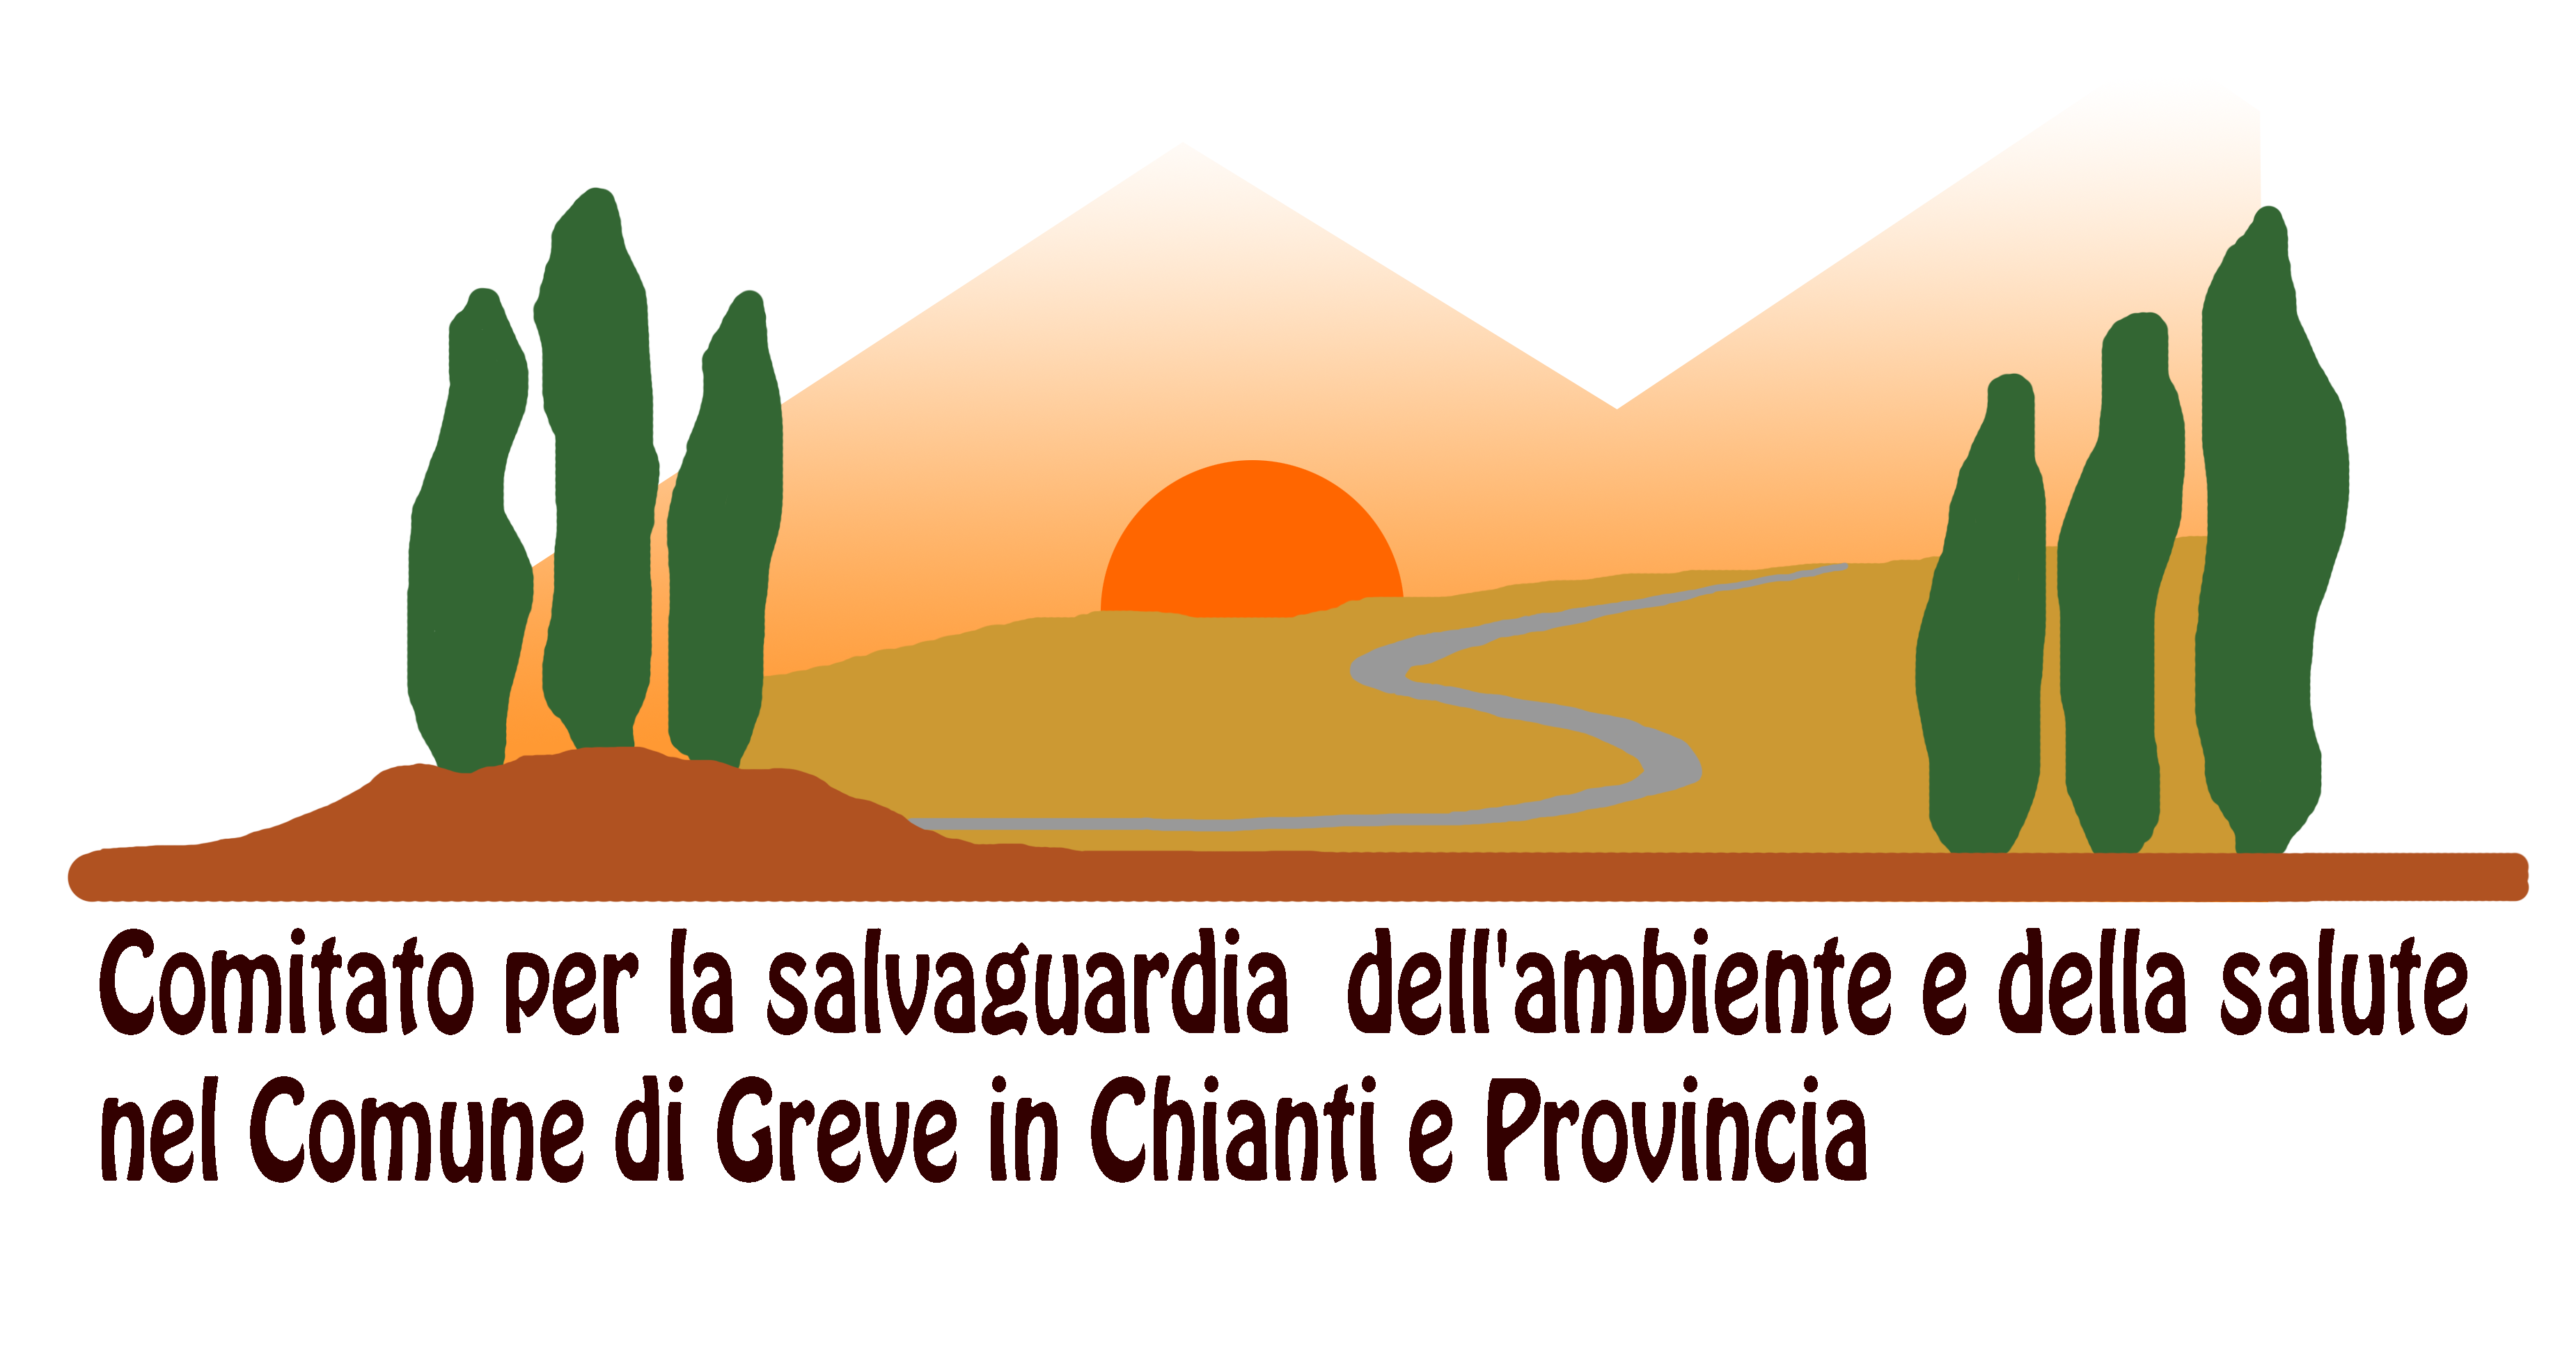 Comitato per la salvaguardia  dell'ambiente e della salute
nel Comune di Greve in Chianti e Provincia